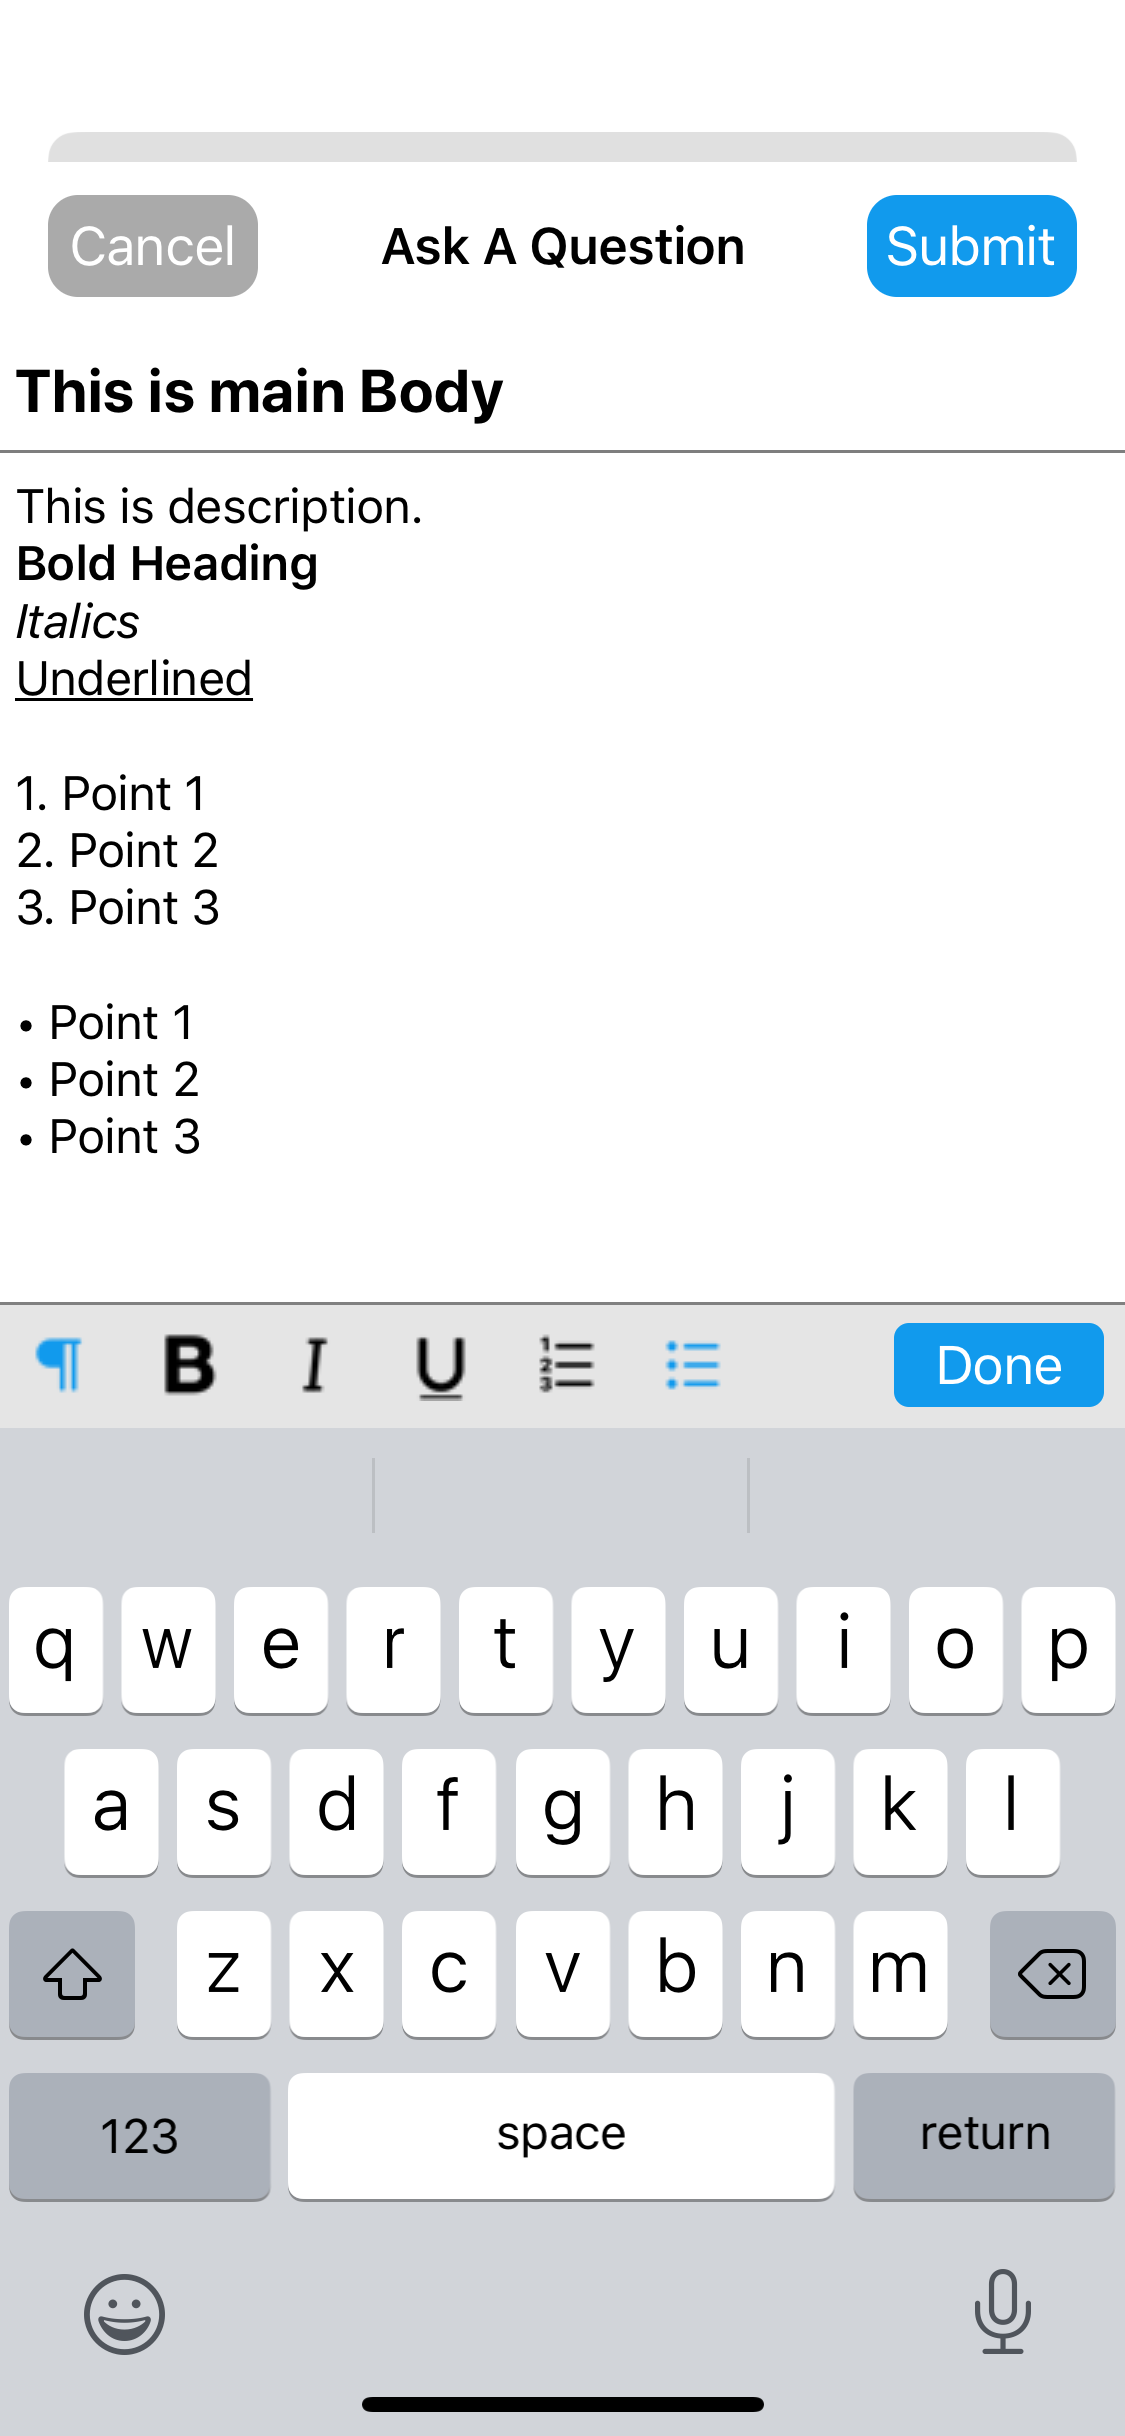 Cancel Ask A Question Submit
This is main Body
This is description.
Bold Heading
Italics
Underlined
1. Point 1
2. Point 2
3. Point 3
• Point 1
• Point 2
• Point 3
¶ B I U Done
q w e r t y u i o p
a s d f g h j k l
z x c v b n m
123 space return